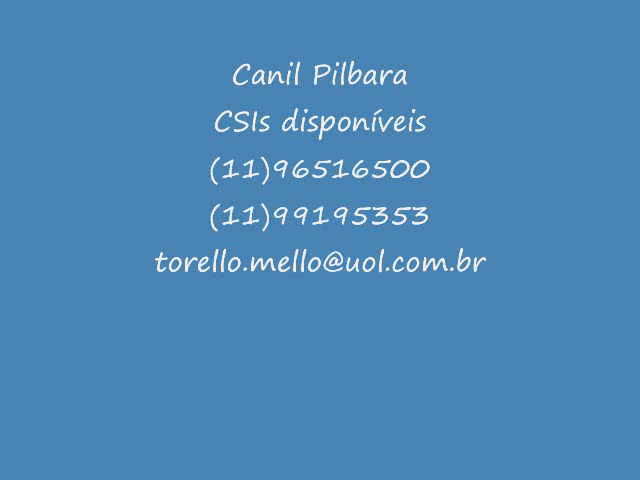 Canil Pilbara
CSIs disponíveis
(11)96516500
(11)99195353
torello.mello@uol.com.br